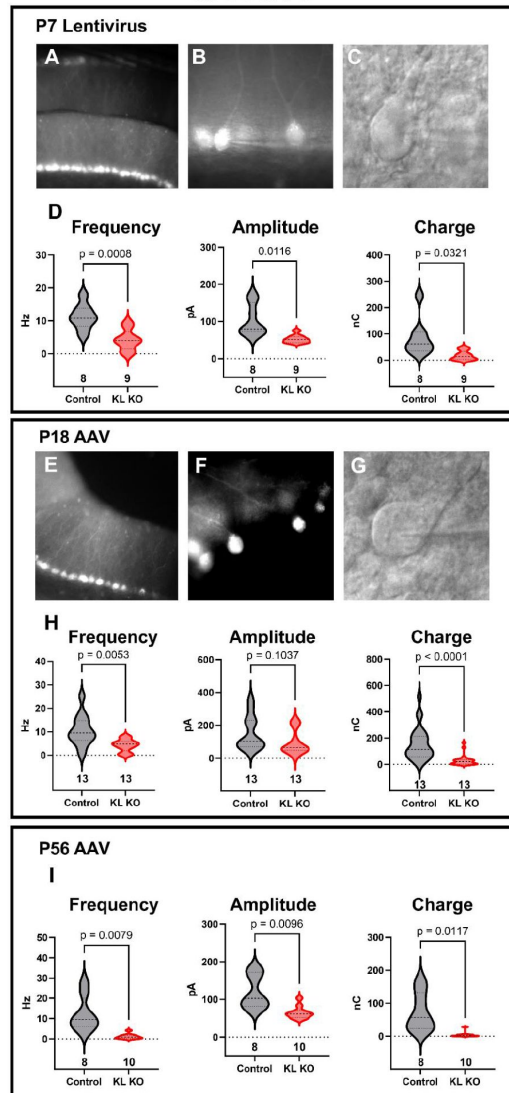 P7 Lentivirus
A
B
C
D
Frequency
Amplitude
Charge
p = 0.0008
0.0116
p = 0.0321
Hz
30
20
10
0
pA
300
200
100
0
nC
400
300
200
100
0
8 9
8 9
8 9
Control KL KO
Control KL KO
Control KL KO
P18 AAV
E
F
G
H
Frequency
Amplitude
Charge
p = 0.0053
p = 0.1037
p < 0.0001
Hz
40
30
20
10
0
pA
600
400
200
0
nC
800
600
400
200
0
13 13
13 13
13 13
Control KL KO
Control KL KO
Control KL KO
P56 AAV
I
Frequency
Amplitude
Charge
p = 0.0079
p = 0.0096
p = 0.0117
Hz
50
40
30
20
10
0
pA
300
200
100
0
nC
300
200
100
0
8 10
8 10
8 10
Control KL KO
Control KL KO
Control KL KO